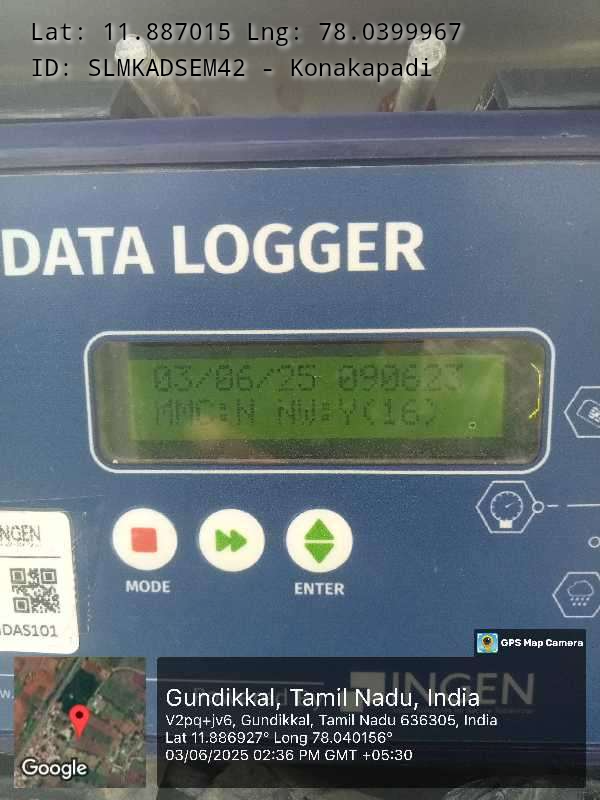 Lat: 11.887015 Lng: 78.0399967
ID: SLMKADSEM42 - Konakapadi
DATA LOGGER
03/06/25 090623
MMC:N NW:Y(16)
MODE
ENTER
INGEN
DAS101
GPS Map Camera
INGEN
Gundikkal, Tamil Nadu, India
V2pq+jv6, Gundikkal, Tamil Nadu 636305, India
Lat 11.886927° Long 78.040156°
03/06/2025 02:36 PM GMT +05:30
Google